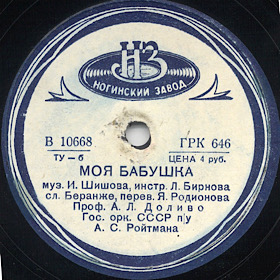 НЗ
НОГИНСКИЙ ЗАВОД
В 10668 ГРК 646
ТУ—б ЦЕНА 4 руб.
МОЯ БАБУШКА
муз. И. Шишова, инстр. Л. Бирнова
сл. Беранже, перев. Я. Родионова
Проф. А. Л. Доливо
Гос. орк. СССР п/у
А. С. Ройтмана